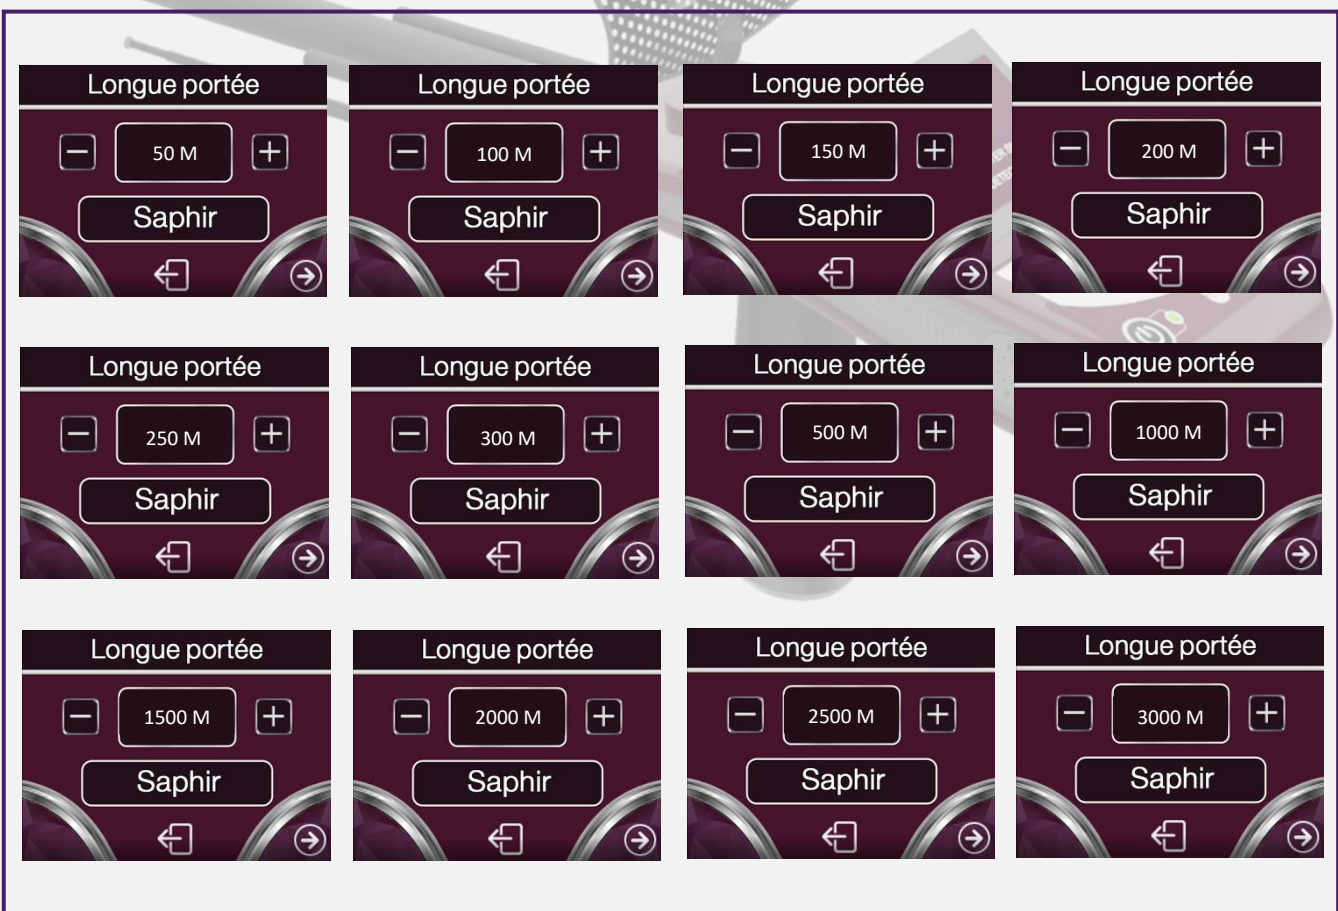 Longue portée
50 M
Saphir
Longue portée
100 M
Saphir
Longue portée
150 M
Saphir
Longue portée
200 M
Saphir
Longue portée
250 M
Saphir
Longue portée
300 M
Saphir
Longue portée
500 M
Saphir
Longue portée
1000 M
Saphir
Longue portée
1500 M
Saphir
Longue portée
2000 M
Saphir
Longue portée
2500 M
Saphir
Longue portée
3000 M
Saphir